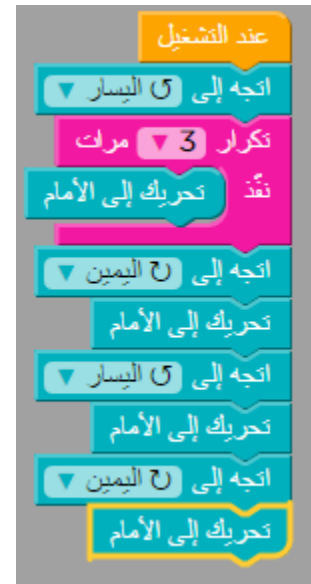 عند التشغيل
اتجه إلى ↺ اليسار ▼
تكرار 3 ▼ مرات
نفّذ تحريك إلى الأمام
اتجه إلى ↻ اليمين ▼
تحريك إلى الأمام
اتجه إلى ↺ اليسار ▼
تحريك إلى الأمام
اتجه إلى ↻ اليمين ▼
تحريك إلى الأمام